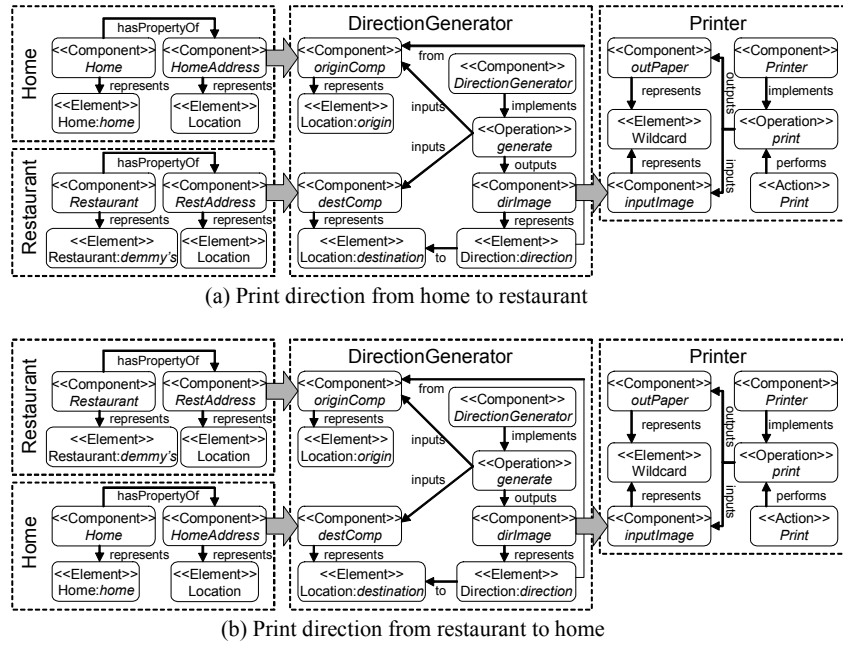 Home
hasPropertyOf
<<Component>>
Home
<<Component>>
HomeAddress
represents
represents
<<Element>>
Home:home
<<Element>>
Location
Restaurant
hasPropertyOf
<<Component>>
Restaurant
<<Component>>
RestAddress
represents
represents
<<Element>>
Restaurant:demmy's
<<Element>>
Location
DirectionGenerator
<<Component>>
originComp
from
<<Component>>
DirectionGenerator
represents
implements
<<Element>>
Location:origin
inputs
<<Operation>>
generate
inputs
outputs
<<Component>>
destComp
<<Component>>
dirImage
represents
represents
<<Element>>
Location:destination
to
<<Element>>
Direction:direction
Printer
<<Component>>
outPaper
<<Component>>
Printer
outputs
represents
implements
<<Element>>
Wildcard
<<Operation>>
print
represents
inputs
performs
<<Component>>
inputImage
<<Action>>
Print
(a) Print direction from home to restaurant
Restaurant
hasPropertyOf
<<Component>>
Restaurant
<<Component>>
RestAddress
represents
represents
<<Element>>
Restaurant:demmy's
<<Element>>
Location
Home
hasPropertyOf
<<Component>>
Home
<<Component>>
HomeAddress
represents
represents
<<Element>>
Home:home
<<Element>>
Location
DirectionGenerator
<<Component>>
originComp
from
<<Component>>
DirectionGenerator
represents
implements
<<Element>>
Location:origin
inputs
<<Operation>>
generate
inputs
outputs
<<Component>>
destComp
<<Component>>
dirImage
represents
represents
<<Element>>
Location:destination
to
<<Element>>
Direction:direction
Printer
<<Component>>
outPaper
<<Component>>
Printer
outputs
represents
implements
<<Element>>
Wildcard
<<Operation>>
print
represents
inputs
performs
<<Component>>
inputImage
<<Action>>
Print
(b) Print direction from restaurant to home